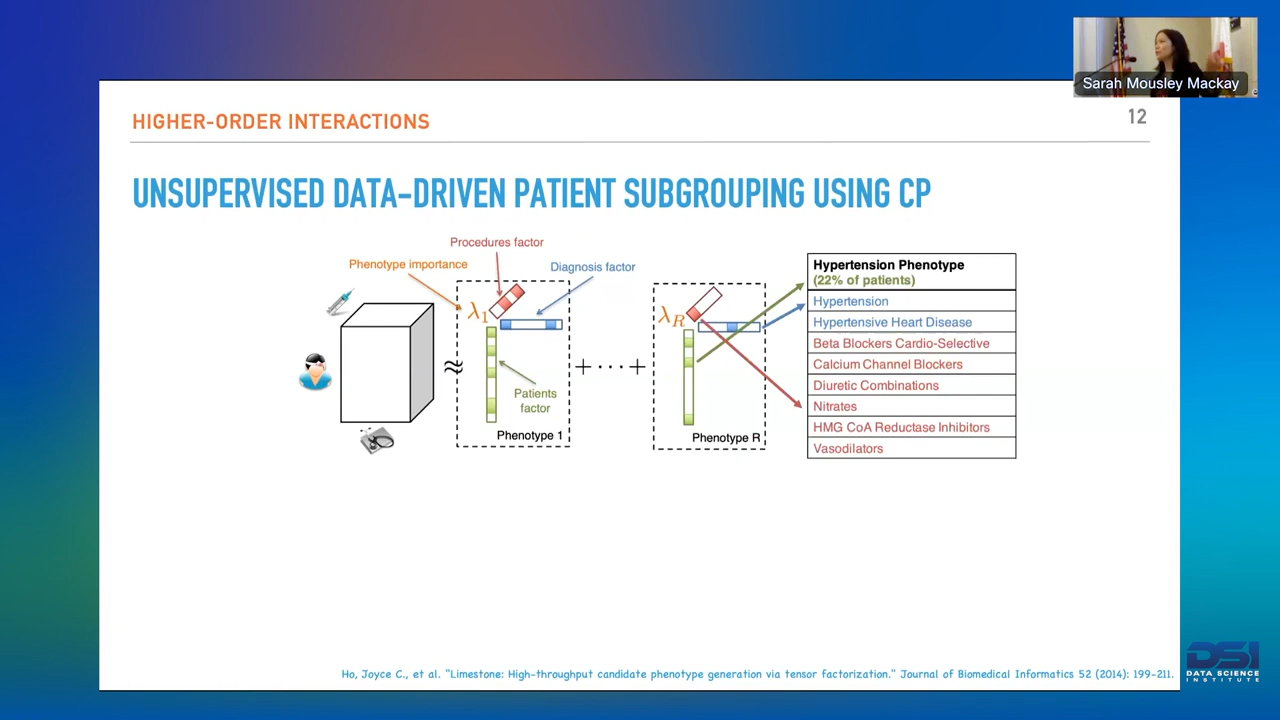 Sarah Mousley Mackay
HIGHER-ORDER INTERACTIONS
12
UNSUPERVISED DATA-DRIVEN PATIENT SUBGROUPING USING CP
Procedures factor
Phenotype importance
Diagnosis factor
λ1
≈
Patients
factor
Phenotype 1
+ ··· +
λR
Phenotype R
Hypertension Phenotype
(22% of patients)
Hypertension
Hypertensive Heart Disease
Beta Blockers Cardio-Selective
Calcium Channel Blockers
Diuretic Combinations
Nitrates
HMG CoA Reductase Inhibitors
Vasodilators
Ho, Joyce C., et al. "Limestone: High-throughput candidate phenotype generation via tensor factorization." Journal of Biomedical Informatics 52 (2014): 199-211.
DSI
DATA SCIENCE
INSTITUTE